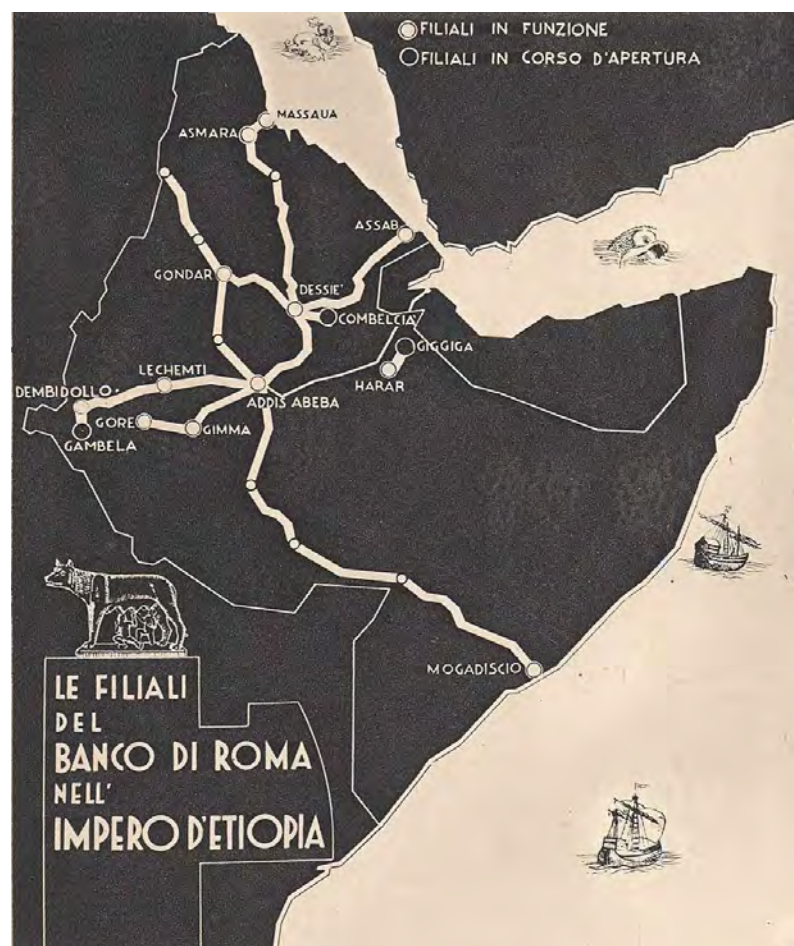 FILIALI IN FUNZIONE
FILIALI IN CORSO D'APERTURA
MASSAUA
ASMARA
ASSAB
GONDAR
DESSIE'
COMBELCIA'
GIGGIGA
LECHEMTI
HARAR
DEMBIDOLLO
ADDIS ABEBA
GORE
GIMMA
GAMBELA
MOGADISCIO
LE FILIALI
DEL
BANCO DI ROMA
NELL'
IMPERO D'ETIOPIA